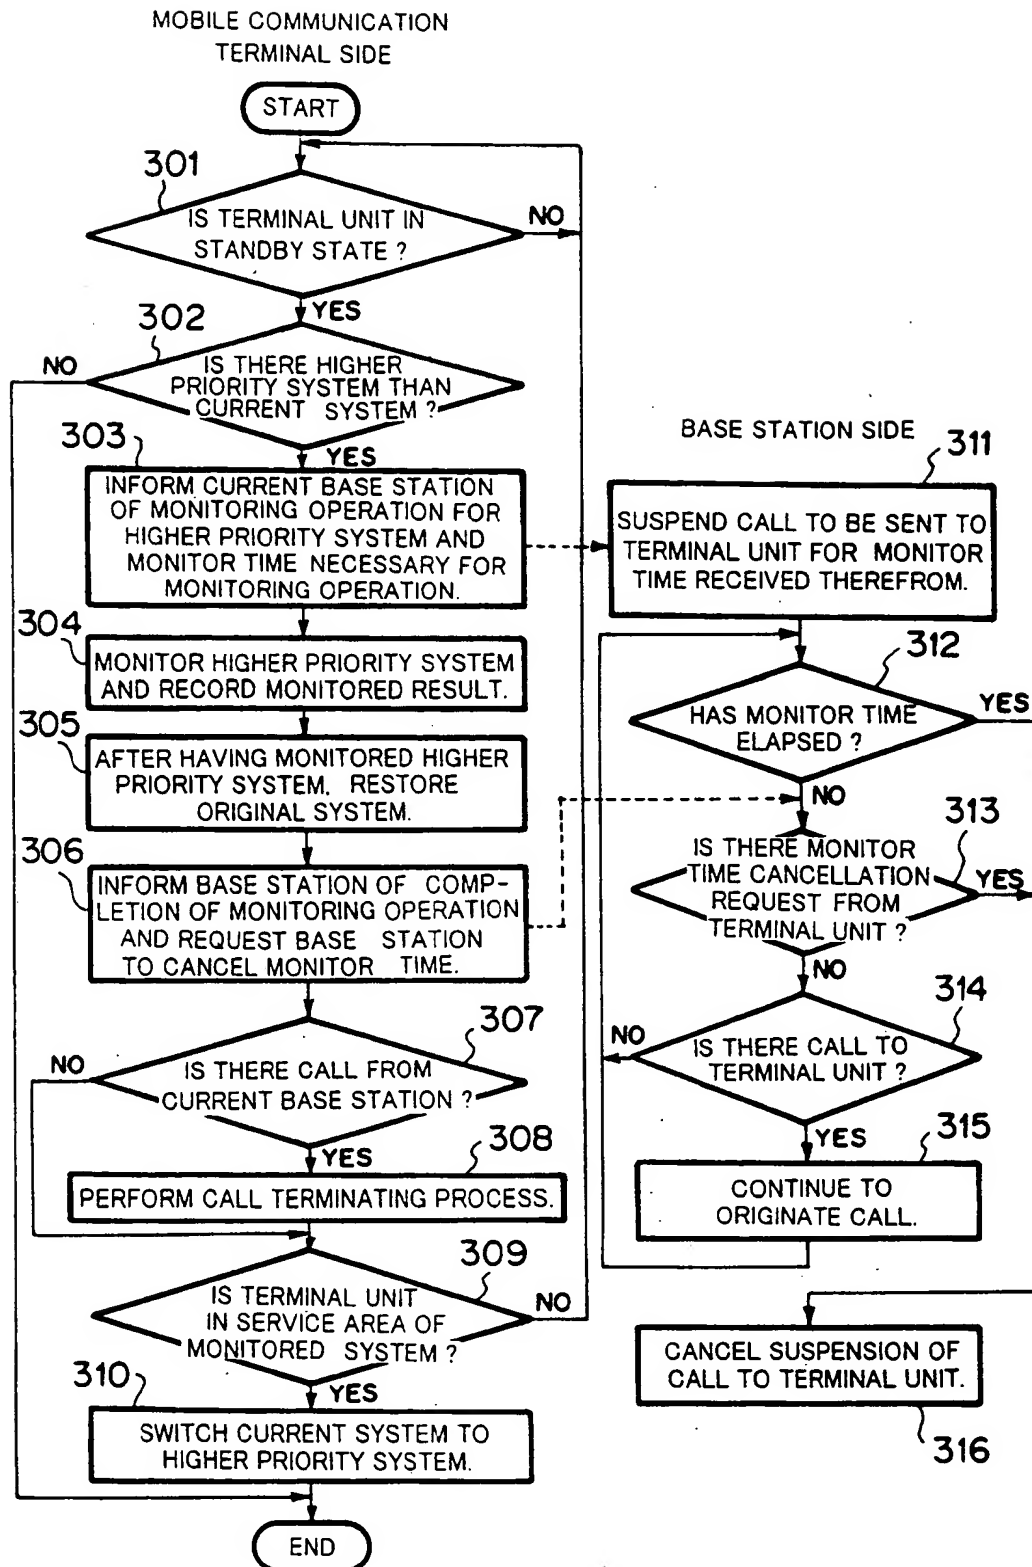 MOBILE COMMUNICATION
TERMINAL SIDE
START
301
IS TERMINAL UNIT IN
STANDBY STATE ?
NO
YES
302
NO
IS THERE HIGHER
PRIORITY SYSTEM THAN
CURRENT SYSTEM ?
303
YES
INFORM CURRENT BASE STATION
OF MONITORING OPERATION FOR
HIGHER PRIORITY SYSTEM AND
MONITOR TIME NECESSARY FOR
MONITORING OPERATION.
304
MONITOR HIGHER PRIORITY SYSTEM
AND RECORD MONITORED RESULT.
305
AFTER HAVING MONITORED HIGHER
PRIORITY SYSTEM, RESTORE
ORIGINAL SYSTEM.
306
INFORM BASE STATION OF COMP-
LETION OF MONITORING OPERATION
AND REQUEST BASE STATION
TO CANCEL MONITOR TIME.
307
NO
IS THERE CALL FROM
CURRENT BASE STATION ?
YES
308
PERFORM CALL TERMINATING PROCESS.
309
IS TERMINAL UNIT
IN SERVICE AREA OF
MONITORED SYSTEM ?
NO
310
YES
SWITCH CURRENT SYSTEM TO
HIGHER PRIORITY SYSTEM.
END
BASE STATION SIDE
311
SUSPEND CALL TO BE SENT TO
TERMINAL UNIT FOR MONITOR
TIME RECEIVED THEREFROM.
312
HAS MONITOR TIME
ELAPSED ?
YES
NO
313
IS THERE MONITOR
TIME CANCELLATION
REQUEST FROM
TERMINAL UNIT ?
YES
NO
314
NO
IS THERE CALL TO
TERMINAL UNIT ?
YES
315
CONTINUE TO
ORIGINATE CALL.
CANCEL SUSPENSION OF
CALL TO TERMINAL UNIT.
316